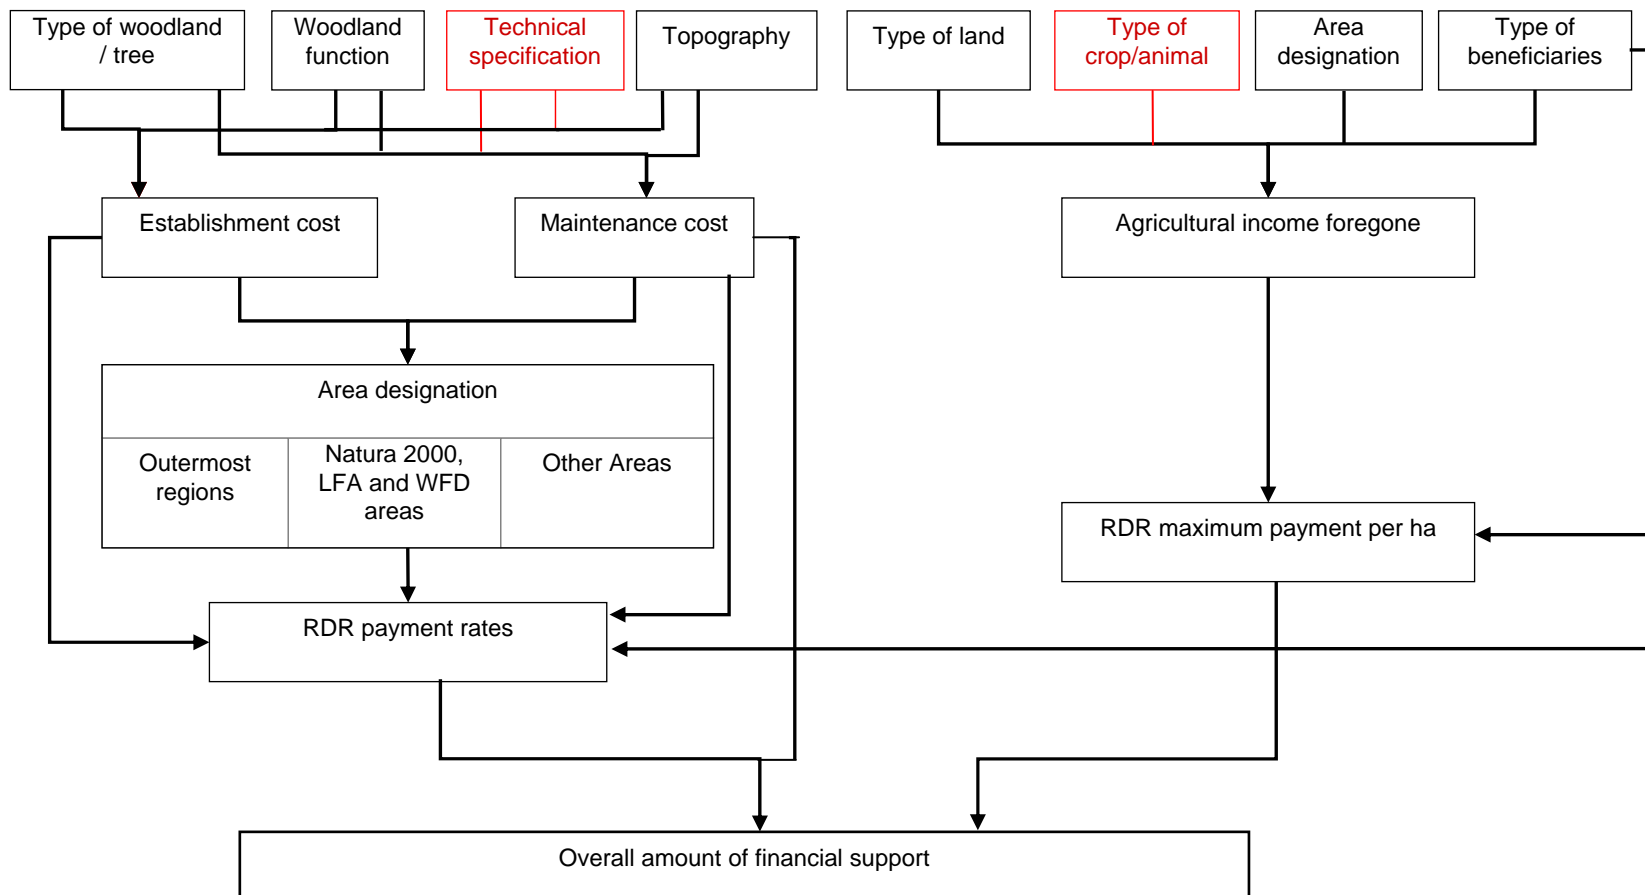 Type of woodland
/ tree
Woodland
function
Technical
specification
Topography
Type of land
Type of
crop/animal
Area
designation
Type of
beneficiaries
Establishment cost
Maintenance cost
Agricultural income foregone
Area designation
Outermost
regions
Natura 2000,
LFA and WFD
areas
Other Areas
RDR maximum payment per ha
RDR payment rates
Overall amount of financial support